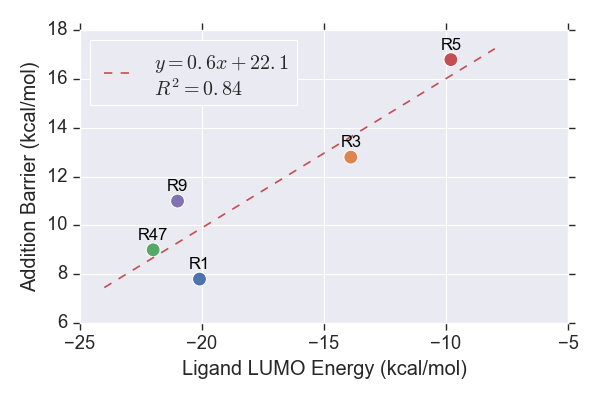 18
16
14
12
10
8
6
Addition Barrier (kcal/mol)
y = 0.6x + 22.1
R² = 0.84
R5
R3
R9
R47
R1
−25
−20
−15
−10
−5
Ligand LUMO Energy (kcal/mol)